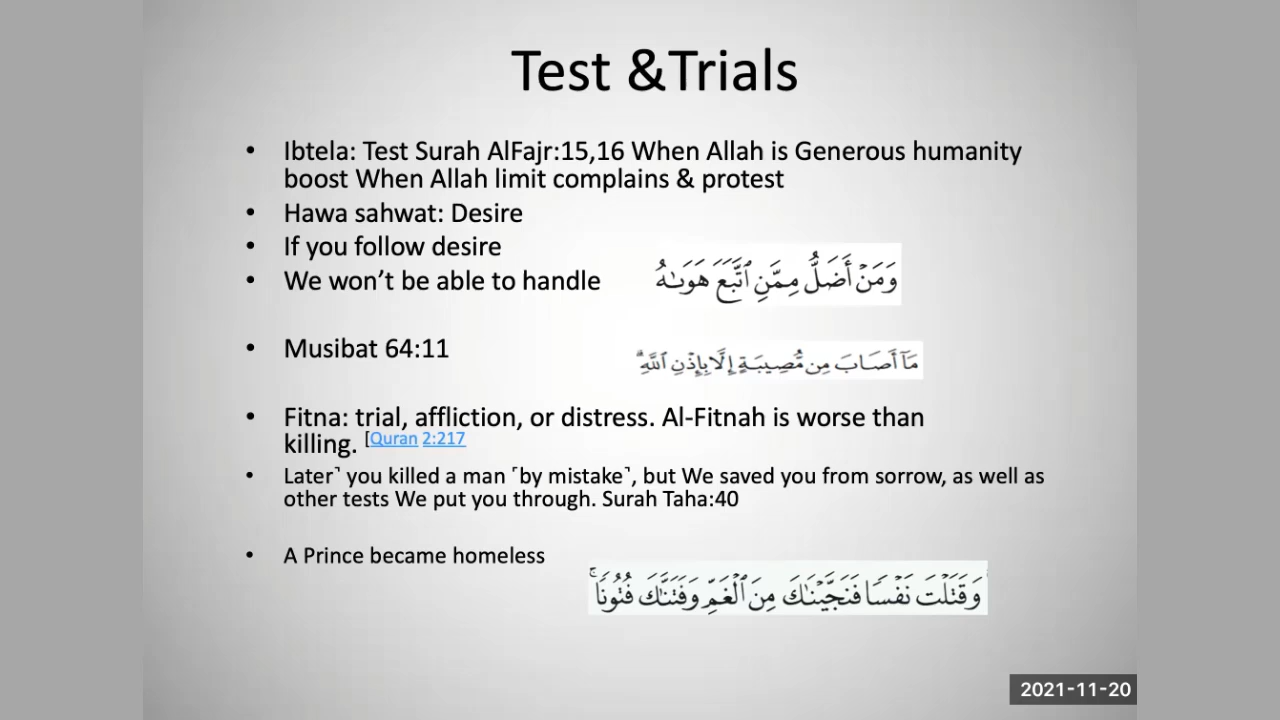 Test &Trials
• Ibtela: Test Surah AlFajr:15,16 When Allah is Generous humanity
boost When Allah limit complains & protest
• Hawa sahwat: Desire
• If you follow desire
• We won’t be able to handle
وَمَنْ أَضَلُّ مِمَّنِ ٱتَّبَعَ هَوَىٰهُ
• Musibat 64:11
مَآ أَصَابَ مِن مُّصِيبَةٍ إِلَّا بِإِذْنِ ٱللَّهِ ۗ
• Fitna: trial, affliction, or distress. Al-Fitnah is worse than
killing. [Quran 2:217
• Later˺ you killed a man ˹by mistake˺, but We saved you from sorrow, as well as
other tests We put you through. Surah Taha:40
• A Prince became homeless
وَقَتَلْتَ نَفْسًا فَنَجَّيْنَٰكَ مِنَ ٱلْغَمِّ وَفَتَنَّٰكَ فُتُونًا ۚ
2021-11-20